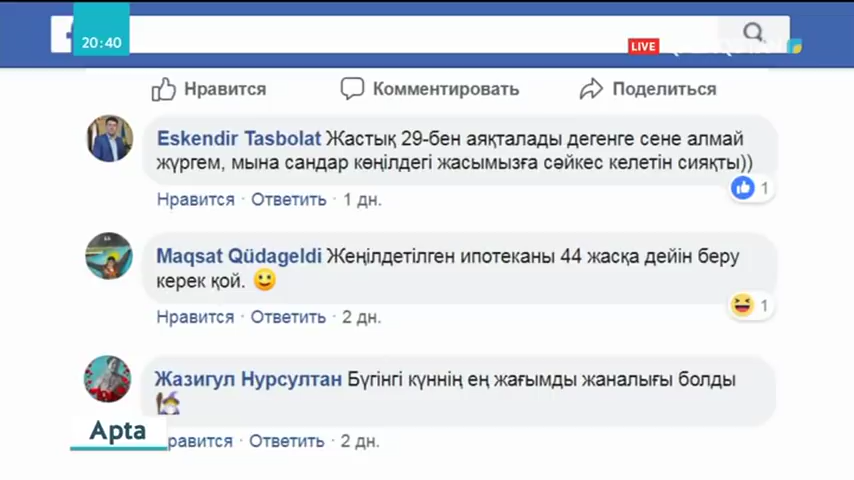 20:40
LIVE
Нравится Комментировать Поделиться
Eskendir Tasbolat Жастық 29-бен аяқталады дегенге сене алмай
жүргем, мына сандар көңілдегі жасымызға сәйкес келетін сияқты))
1
Нравится · Ответить · 1 дн.
Maqsat Qüdageldi Жеңілдетілген ипотеканы 44 жасқа дейін беру
керек қой.
1
Нравится · Ответить · 2 дн.
Жазигул Нурсултан Бүгінгі күннің ең жағымды жаналығы болды
Apta
равится · Ответить · 2 дн.